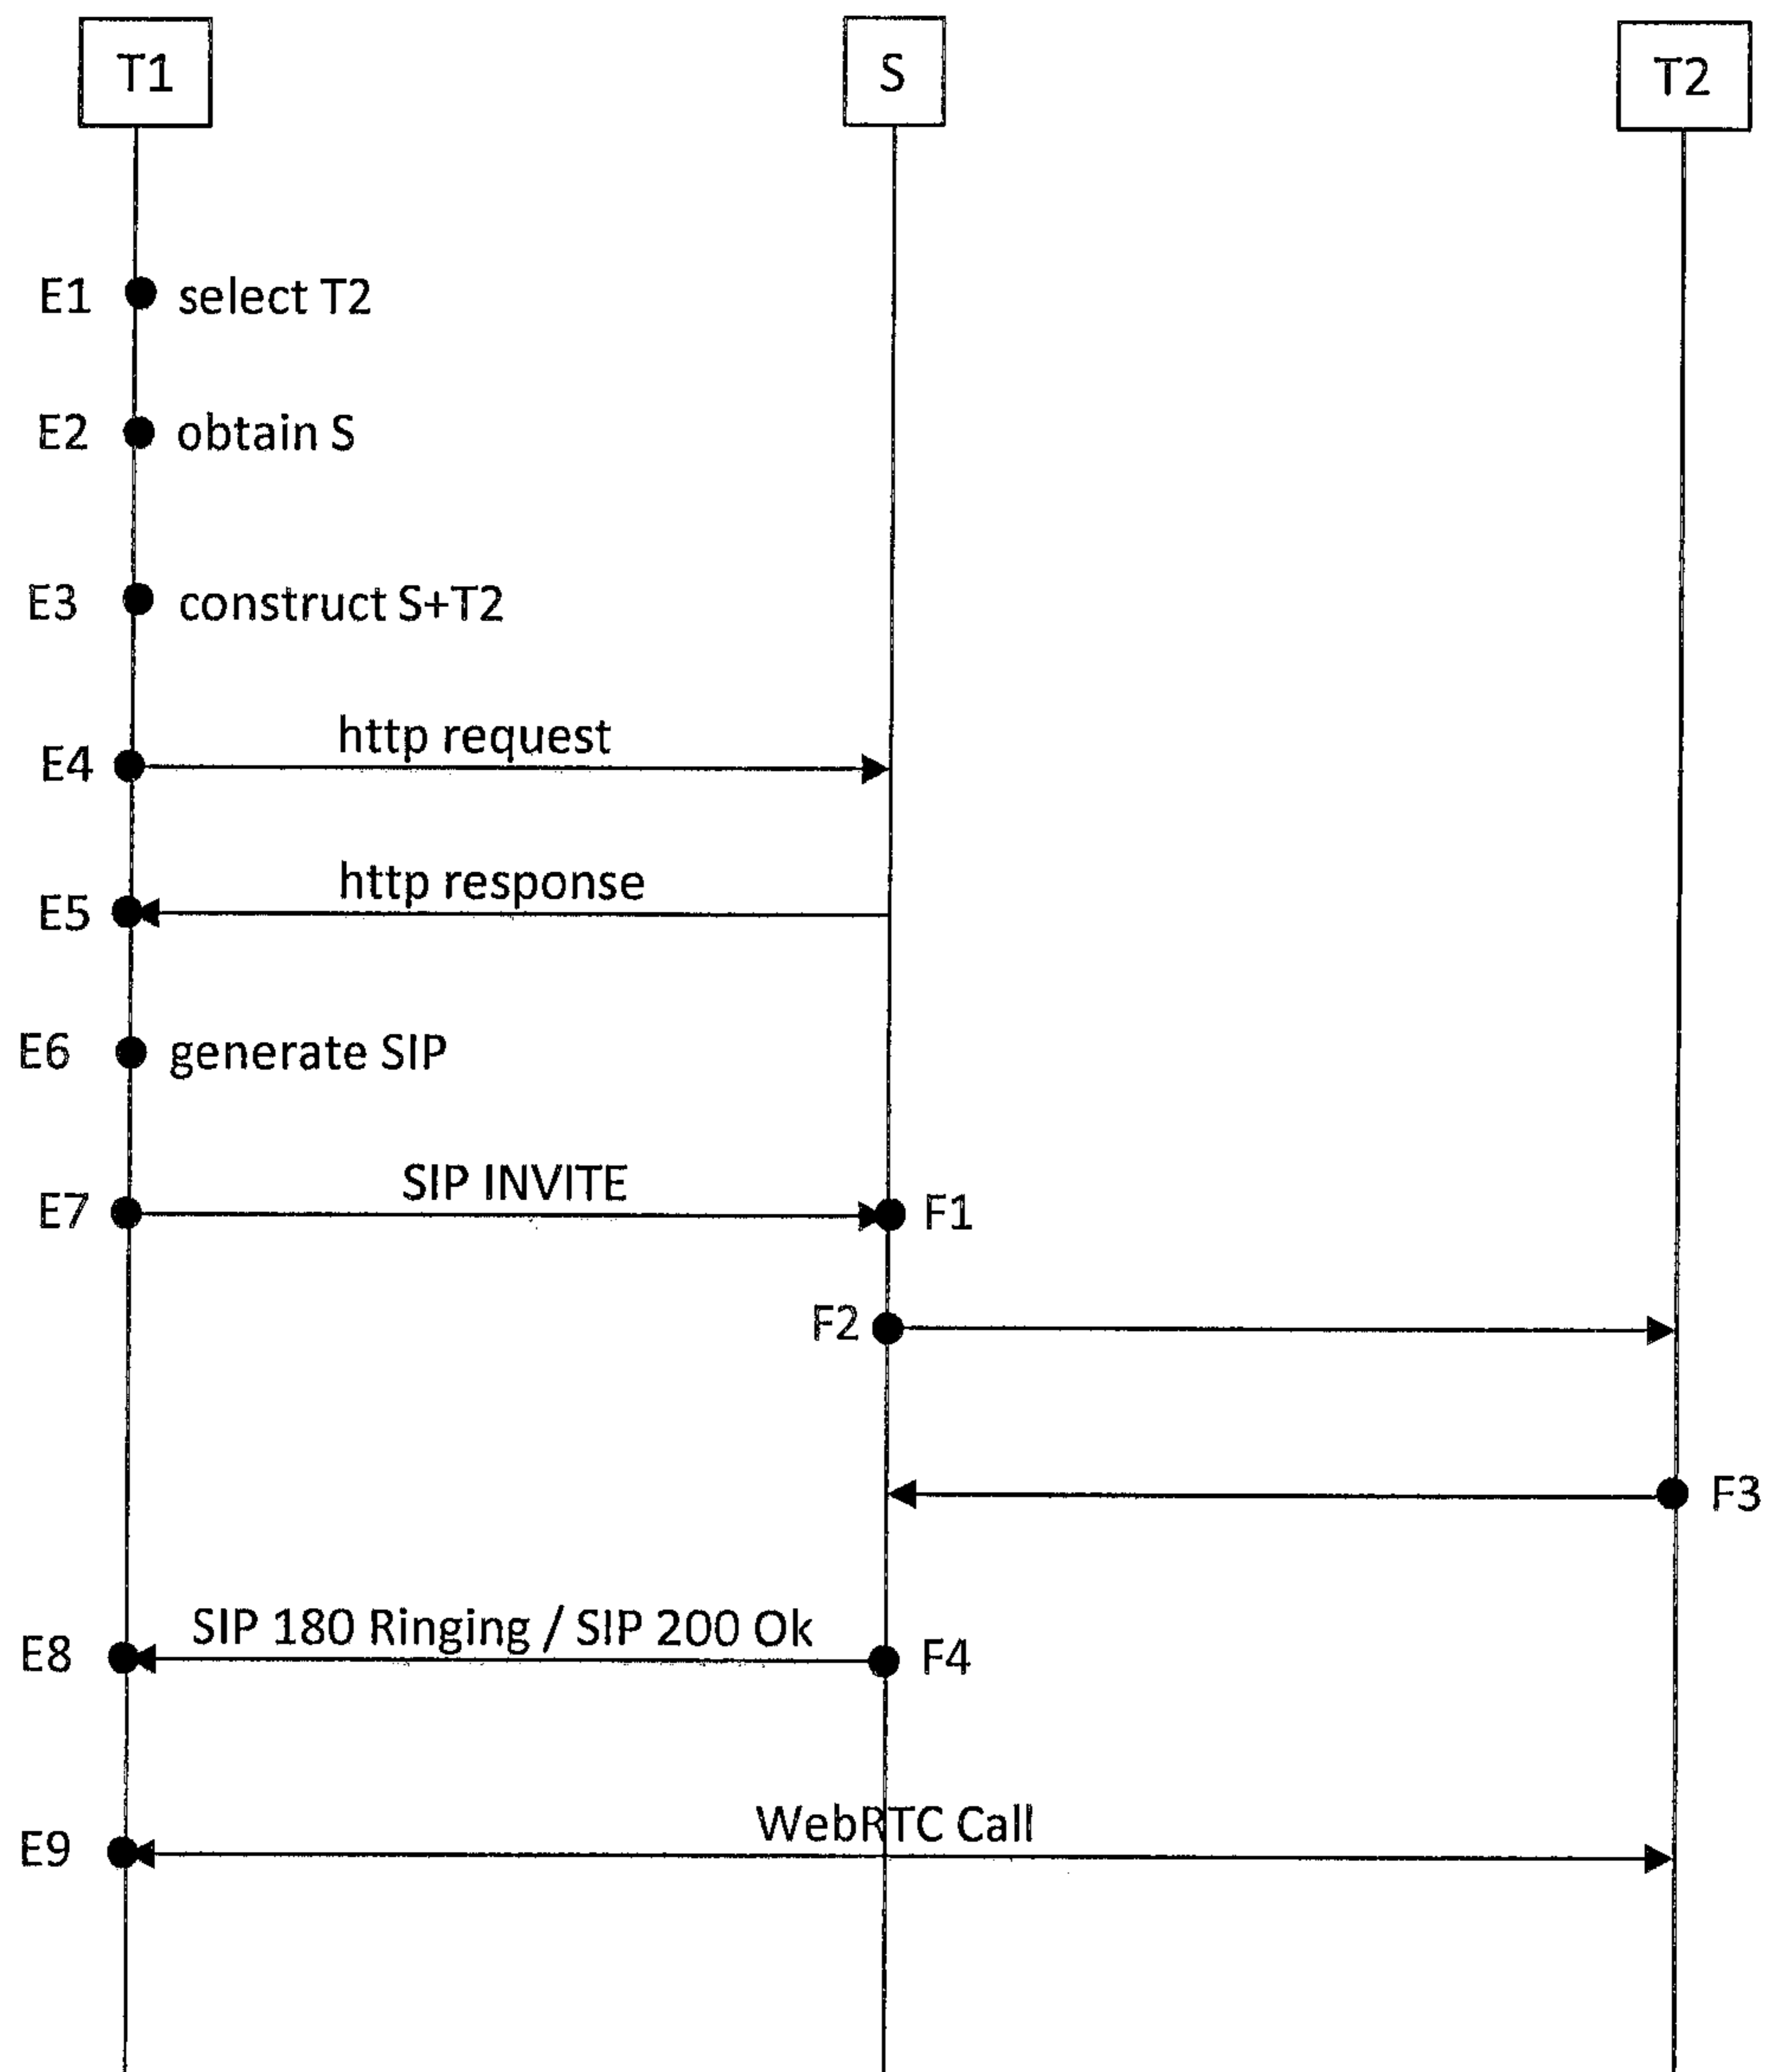 T1 S T2
E1 select T2
E2 obtain S
E3 construct S+T2
http request
E4
http response
E5
E6 generate SIP
SIP INVITE
E7 F1
F2
F3
SIP 180 Ringing / SIP 200 Ok
E8 F4
WebRTC Call
E9